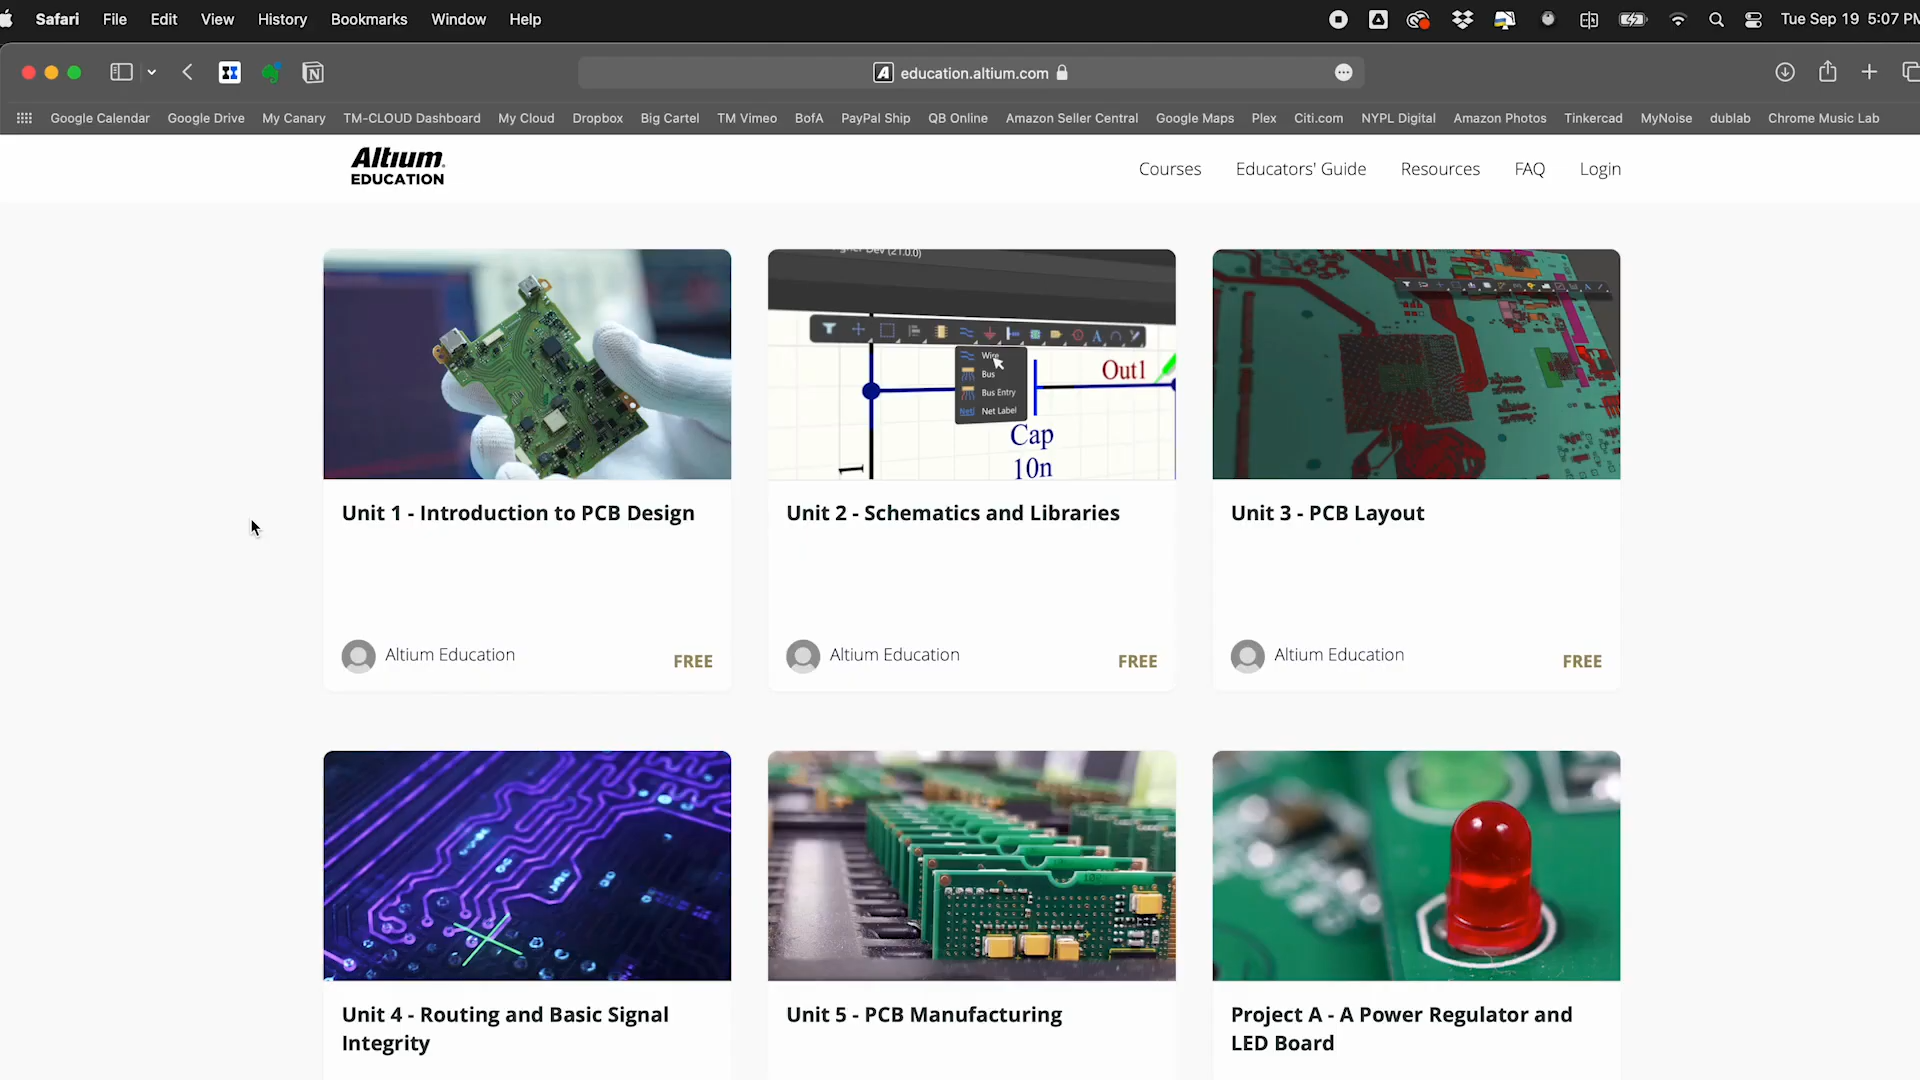 Safari File Edit View History Bookmarks Window Help Tue Sep 19 5:07 PM
education.altium.com
Google Calendar Google Drive My Canary TM-CLOUD Dashboard My Cloud Dropbox Big Cartel TM Vimeo BofA PayPal Ship QB Online Amazon Seller Central Google Maps Plex Citi.com NYPL Digital Amazon Photos Tinkercad MyNoise dublab Chrome Music Lab
Altium.
EDUCATION
Courses Educators' Guide Resources FAQ Login
Dev (21.0.0)
Wire
Bus
Bus Entry
Net Label
Out1
Cap
10n
1
Unit 1 - Introduction to PCB Design
Unit 2 - Schematics and Libraries
Unit 3 - PCB Layout
Altium Education FREE
Altium Education FREE
Altium Education FREE
Unit 4 - Routing and Basic Signal
Integrity
Unit 5 - PCB Manufacturing
Project A - A Power Regulator and
LED Board